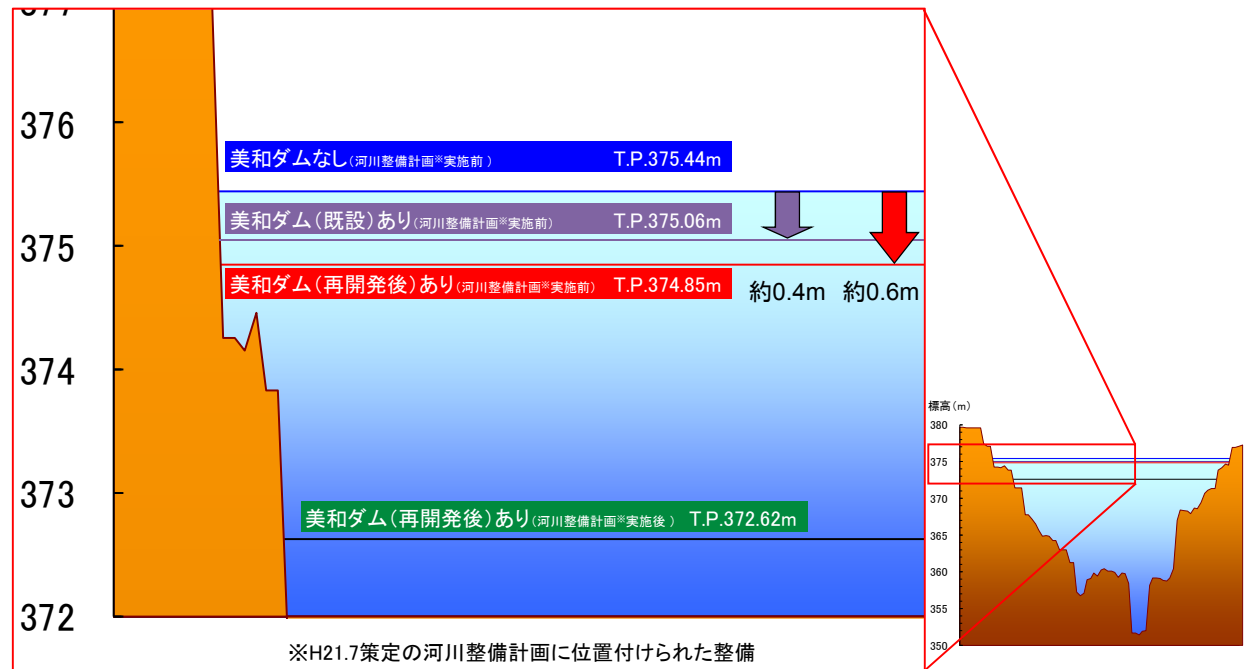 377
376
375
374
373
372
美和ダムなし(河川整備計画※実施前) T.P.375.44m
美和ダム(既設)あり(河川整備計画※実施前) T.P.375.06m
美和ダム(再開発後)あり(河川整備計画※実施前) T.P.374.85m
約0.4m 約0.6m
美和ダム(再開発後)あり(河川整備計画※実施後) T.P.372.62m
※H21.7策定の河川整備計画に位置付けられた整備
標高(m)
380
375
370
365
360
355
350